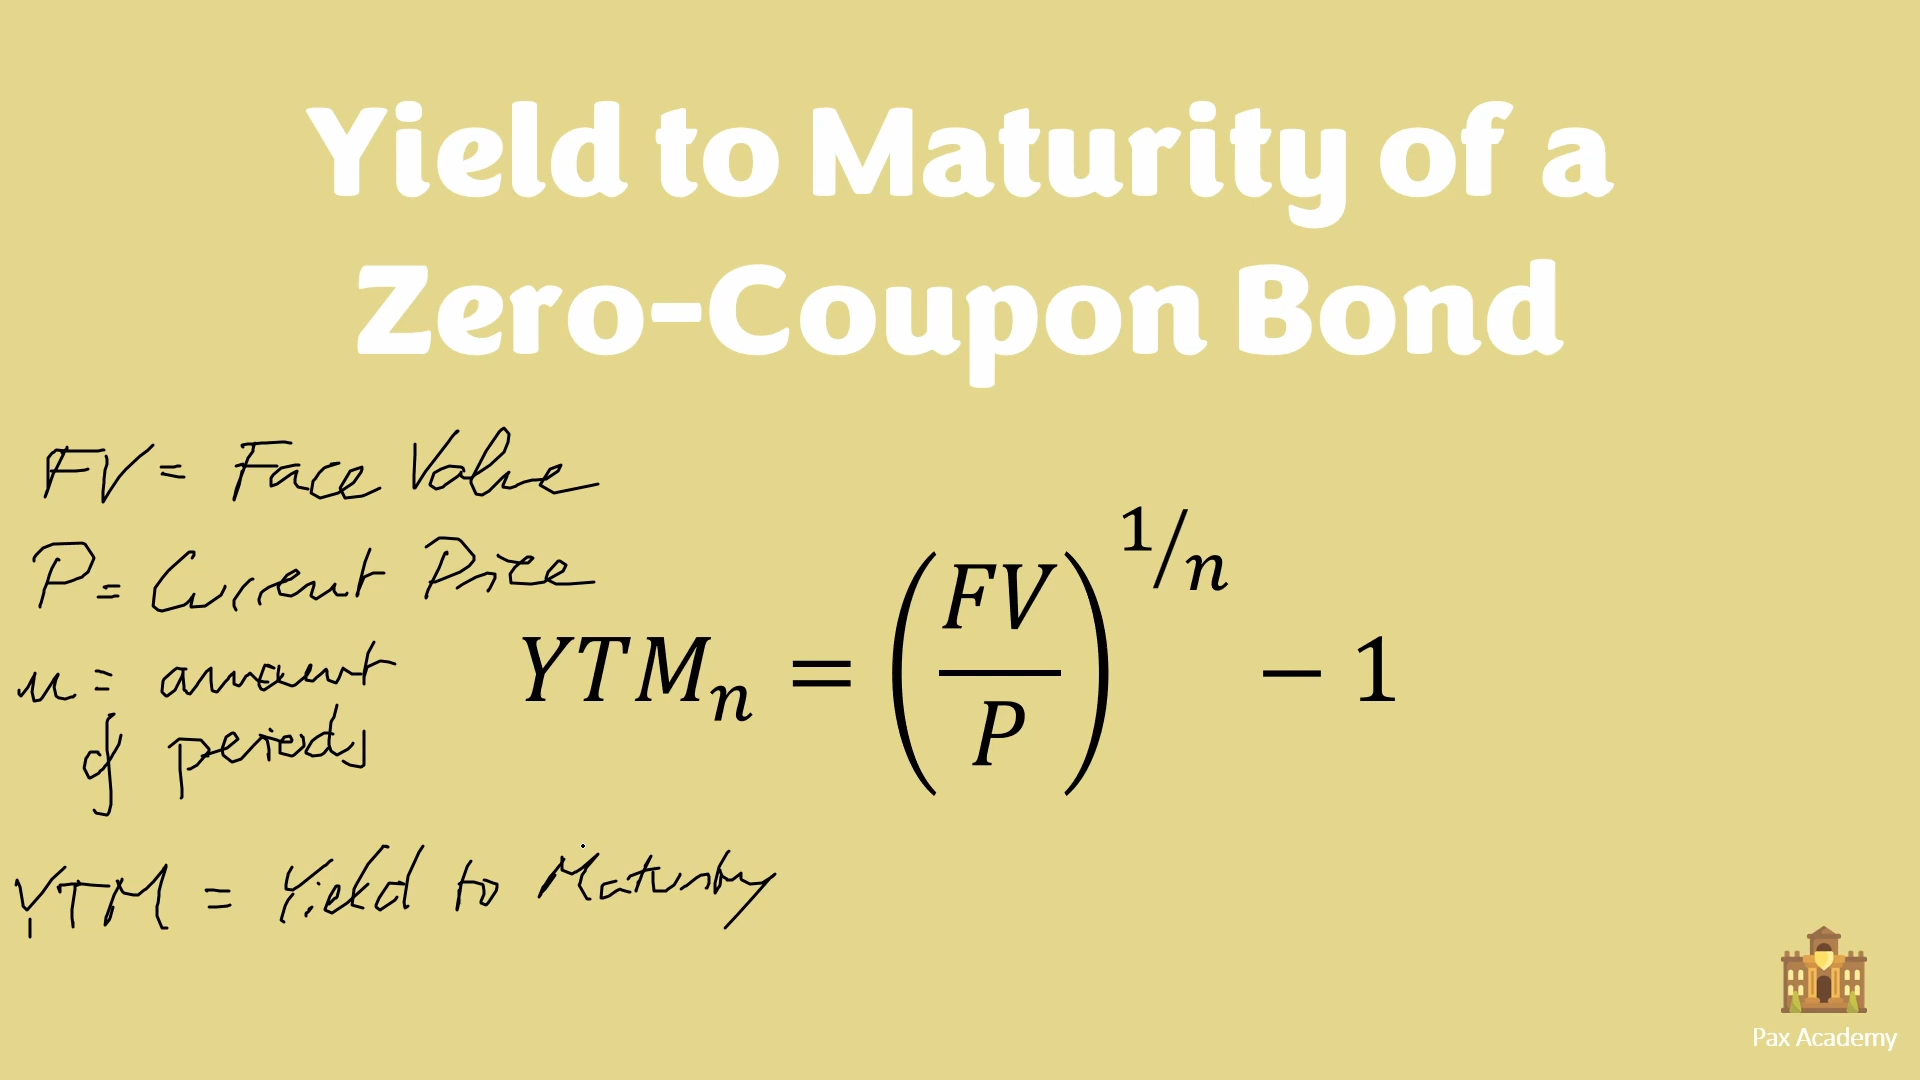 Yield to Maturity of a
Zero-Coupon Bond
FV = Face Value
P = Current Price
n = amount
of periods
YTMₙ = (FV/P)^1/n − 1
YTM = Yield to Maturity
Pax Academy